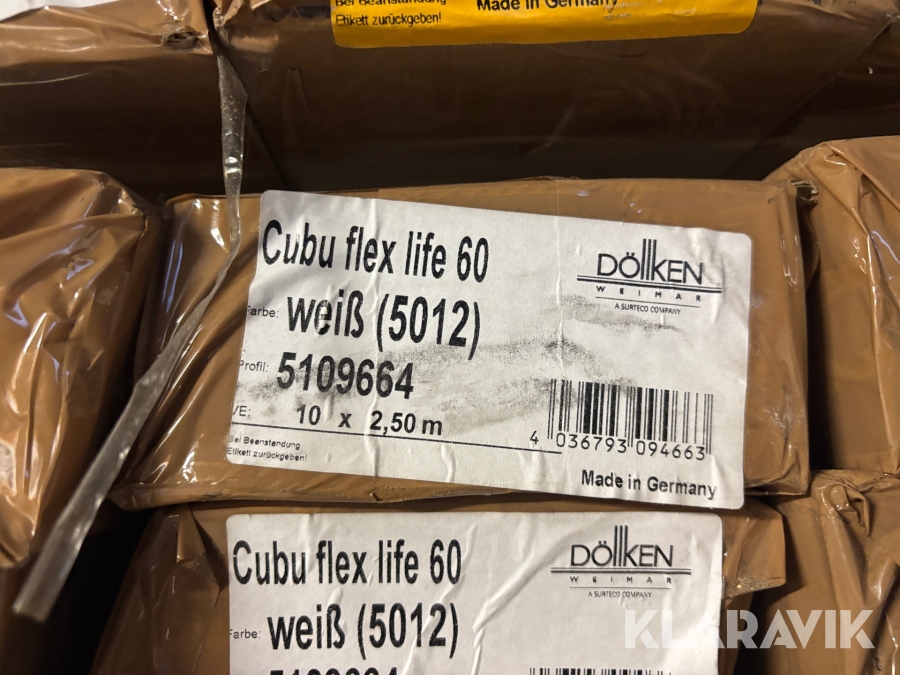 Bei Beanstandung
Etikett zurückgeben!
Made in Germany
Cubu flex life 60
Farbe: weiß (5012)
Profil: 5109664
VE: 10 x 2,50 m
Bei Beanstandung
Etikett zurückgeben!
DÖLLKEN
WEIMAR
A SURTECO COMPANY
4 036793 094663
Made in Germany
Cubu flex life 60
Farbe: weiß (5012)
DÖLLKEN
WEIMAR
A SURTECO COMPANY
KLARAVIK